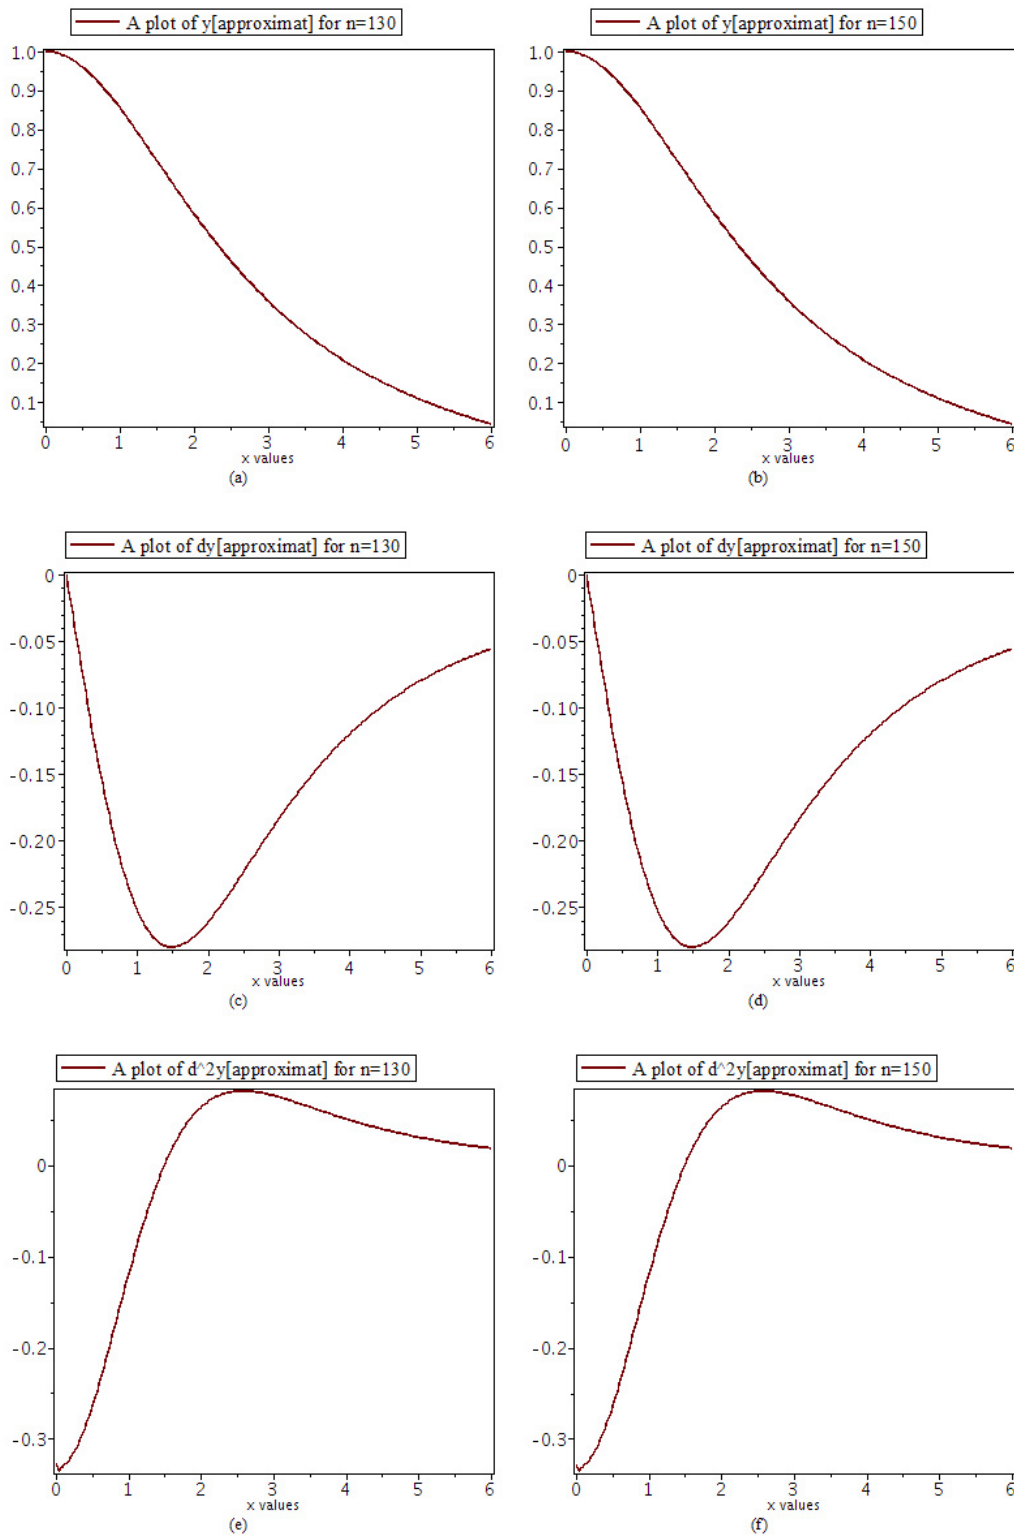 A plot of y[approximat] for n=130
A plot of y[approximat] for n=150
1.0
0.9
0.8
0.7
0.6
0.5
0.4
0.3
0.2
0.1
0 1 2 3 4 5 6
x values
(a)
1.0
0.9
0.8
0.7
0.6
0.5
0.4
0.3
0.2
0.1
0 1 2 3 4 5 6
x values
(b)
A plot of dy[approximat] for n=130
A plot of dy[approximat] for n=150
0
-0.05
-0.10
-0.15
-0.20
-0.25
0 1 2 3 4 5 6
x values
(c)
0
-0.05
-0.10
-0.15
-0.20
-0.25
0 1 2 3 4 5 6
x values
(d)
A plot of d^2y[approximat] for n=130
A plot of d^2y[approximat] for n=150
0
-0.1
-0.2
-0.3
0 1 2 3 4 5 6
x values
(e)
0
-0.1
-0.2
-0.3
0 1 2 3 4 5 6
x values
(f)